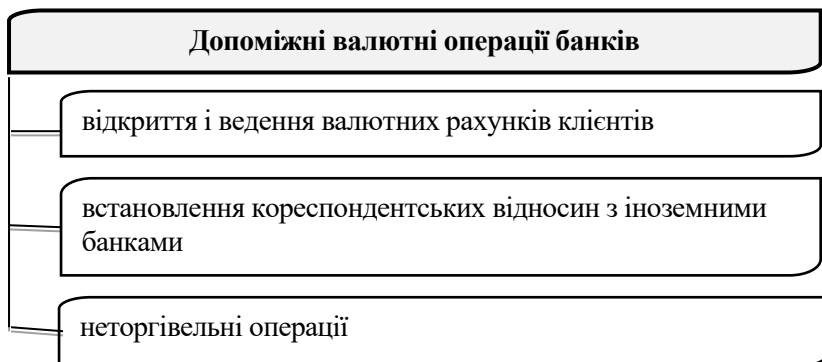 Допоміжні валютні операції банків
відкриття і ведення валютних рахунків клієнтів
встановлення кореспондентських відносин з іноземними
банками
неторгівельні операції